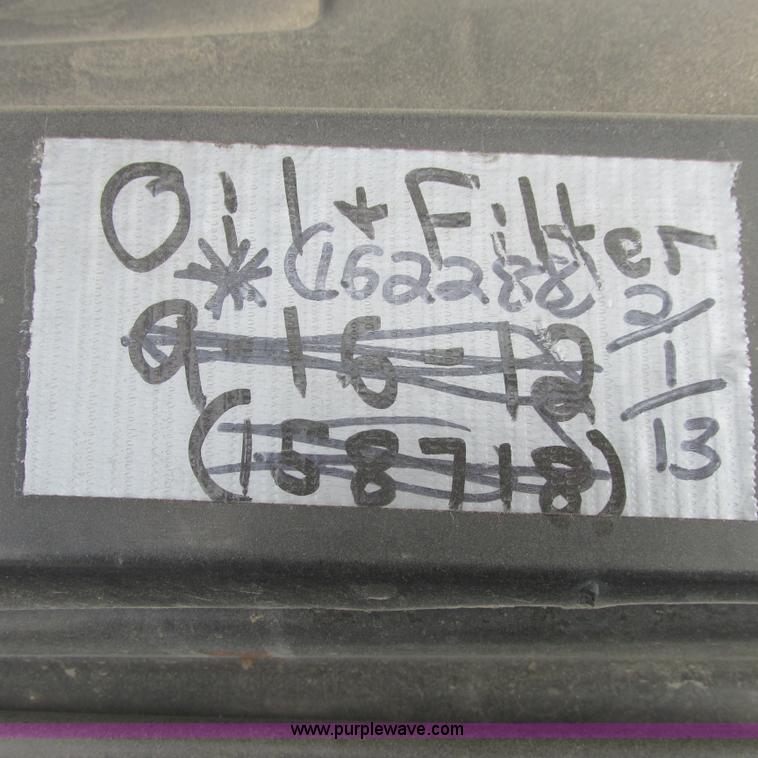 Oil + Filter
* (162288) 2/1/13
9-16-12
(158718)
www.purplewave.com